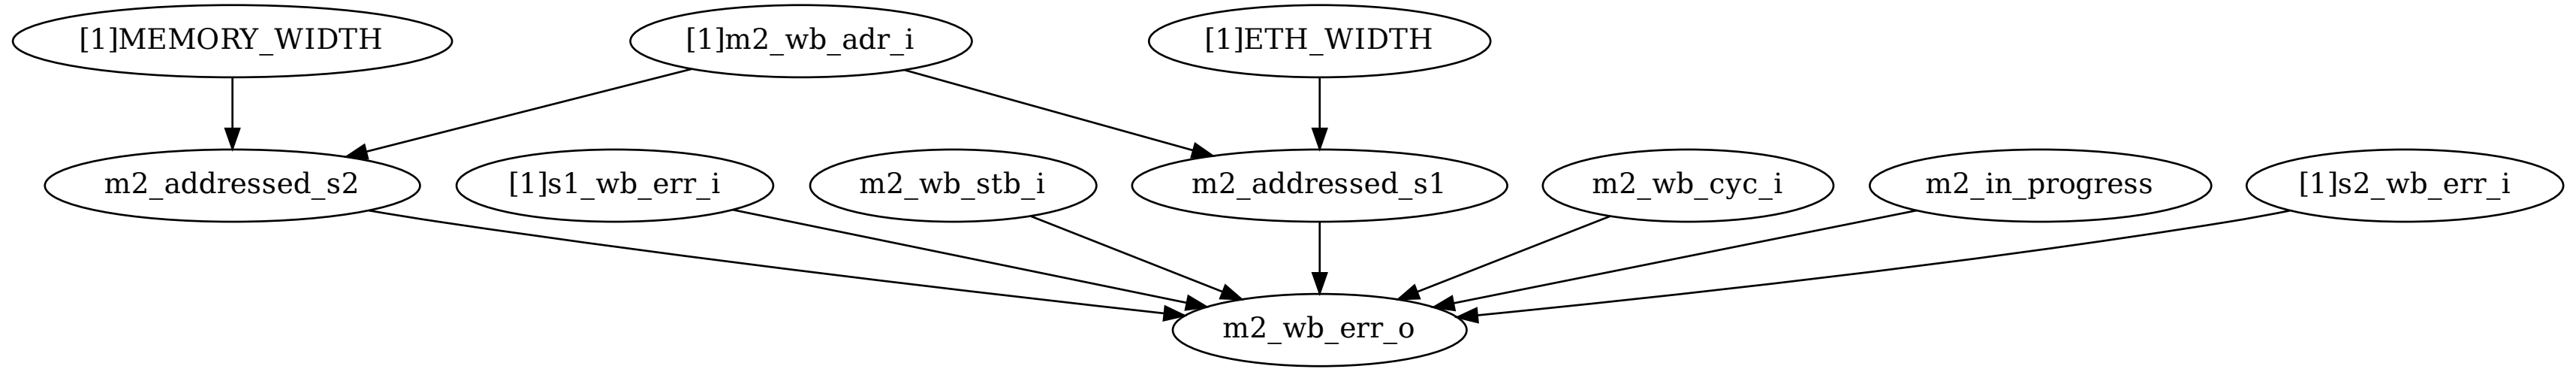 [1]MEMORY_WIDTH
[1]m2_wb_adr_i
[1]ETH_WIDTH
m2_addressed_s2
[1]s1_wb_err_i
m2_wb_stb_i
m2_addressed_s1
m2_wb_cyc_i
m2_in_progress
[1]s2_wb_err_i
m2_wb_err_o